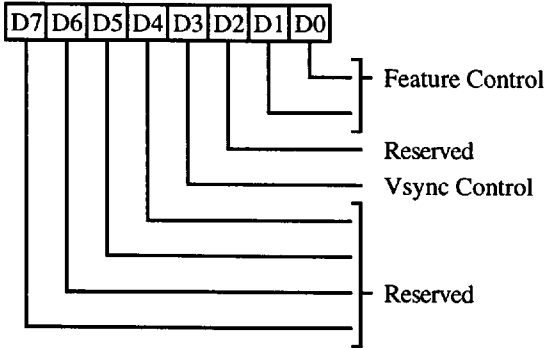 D7 D6 D5 D4 D3 D2 D1 D0
Feature Control
Reserved
Vsync Control
Reserved